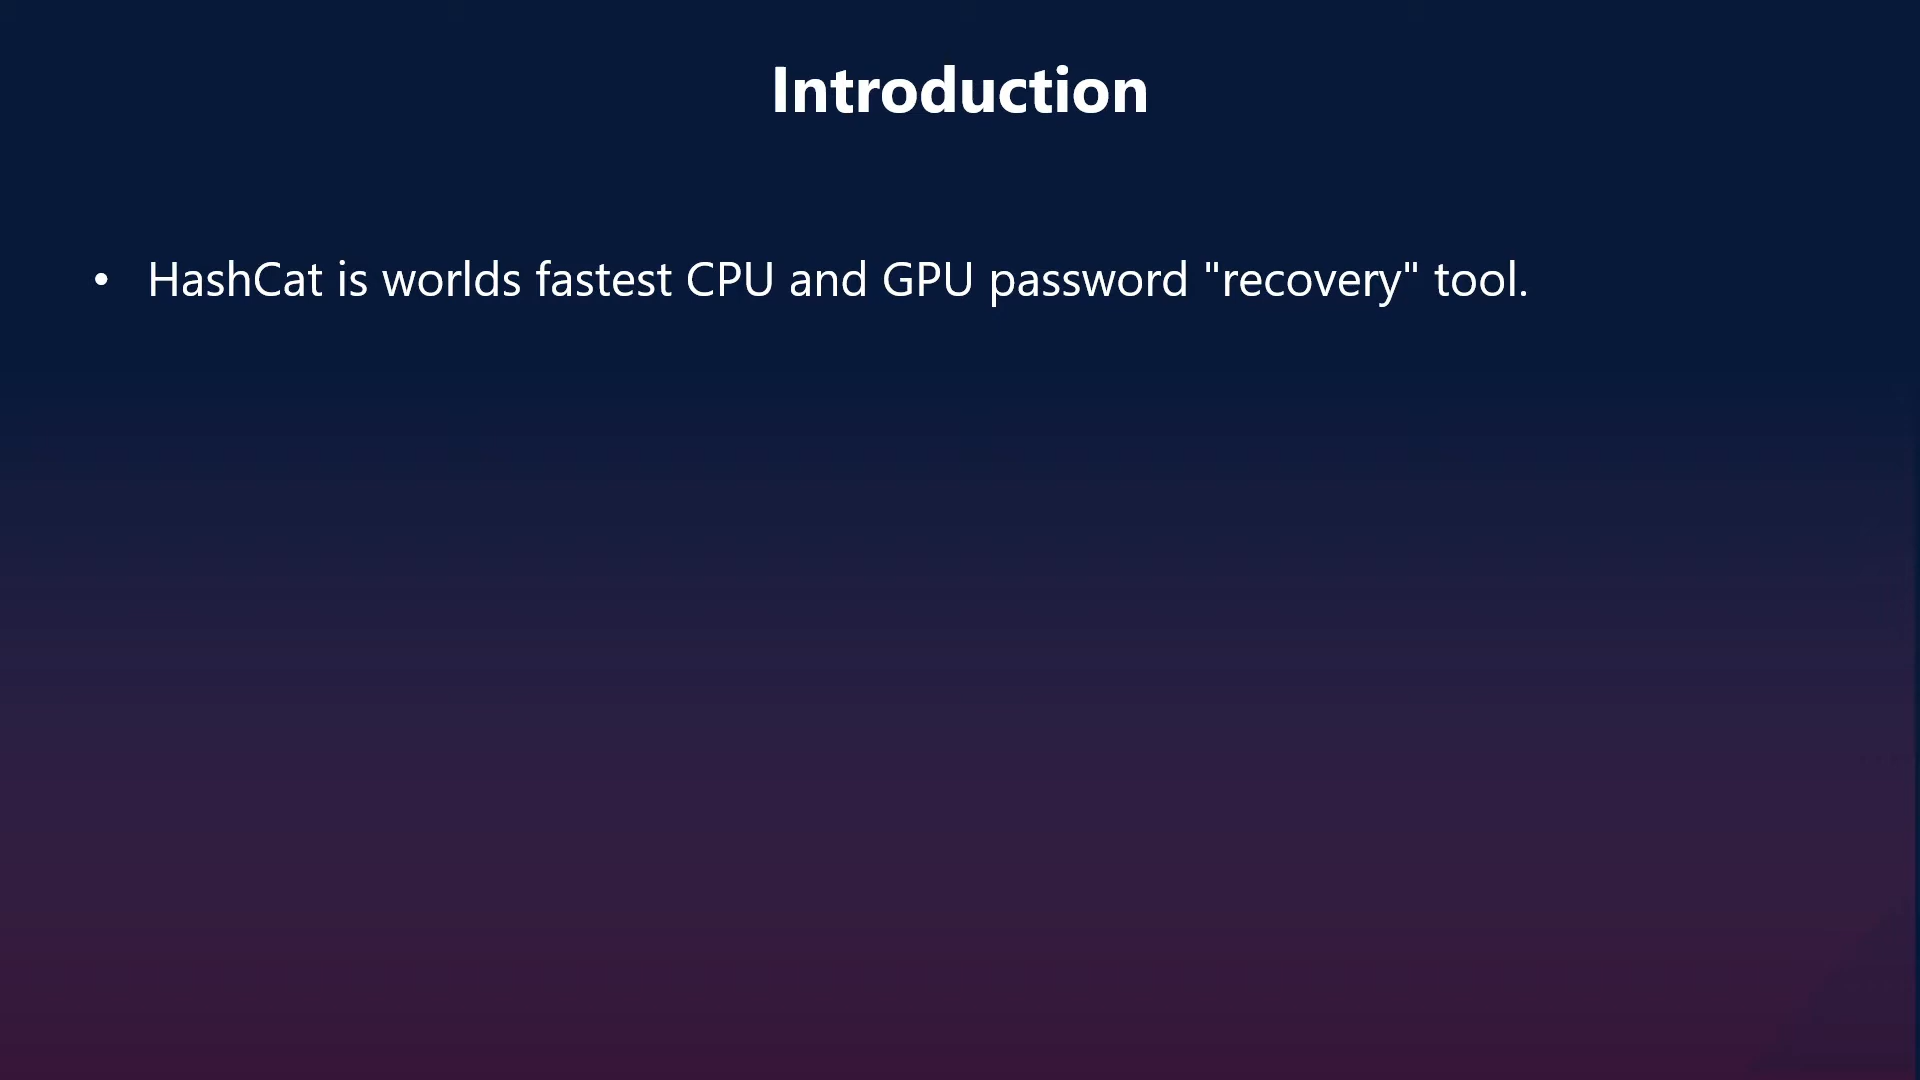 Introduction
• HashCat is worlds fastest CPU and GPU password "recovery" tool.